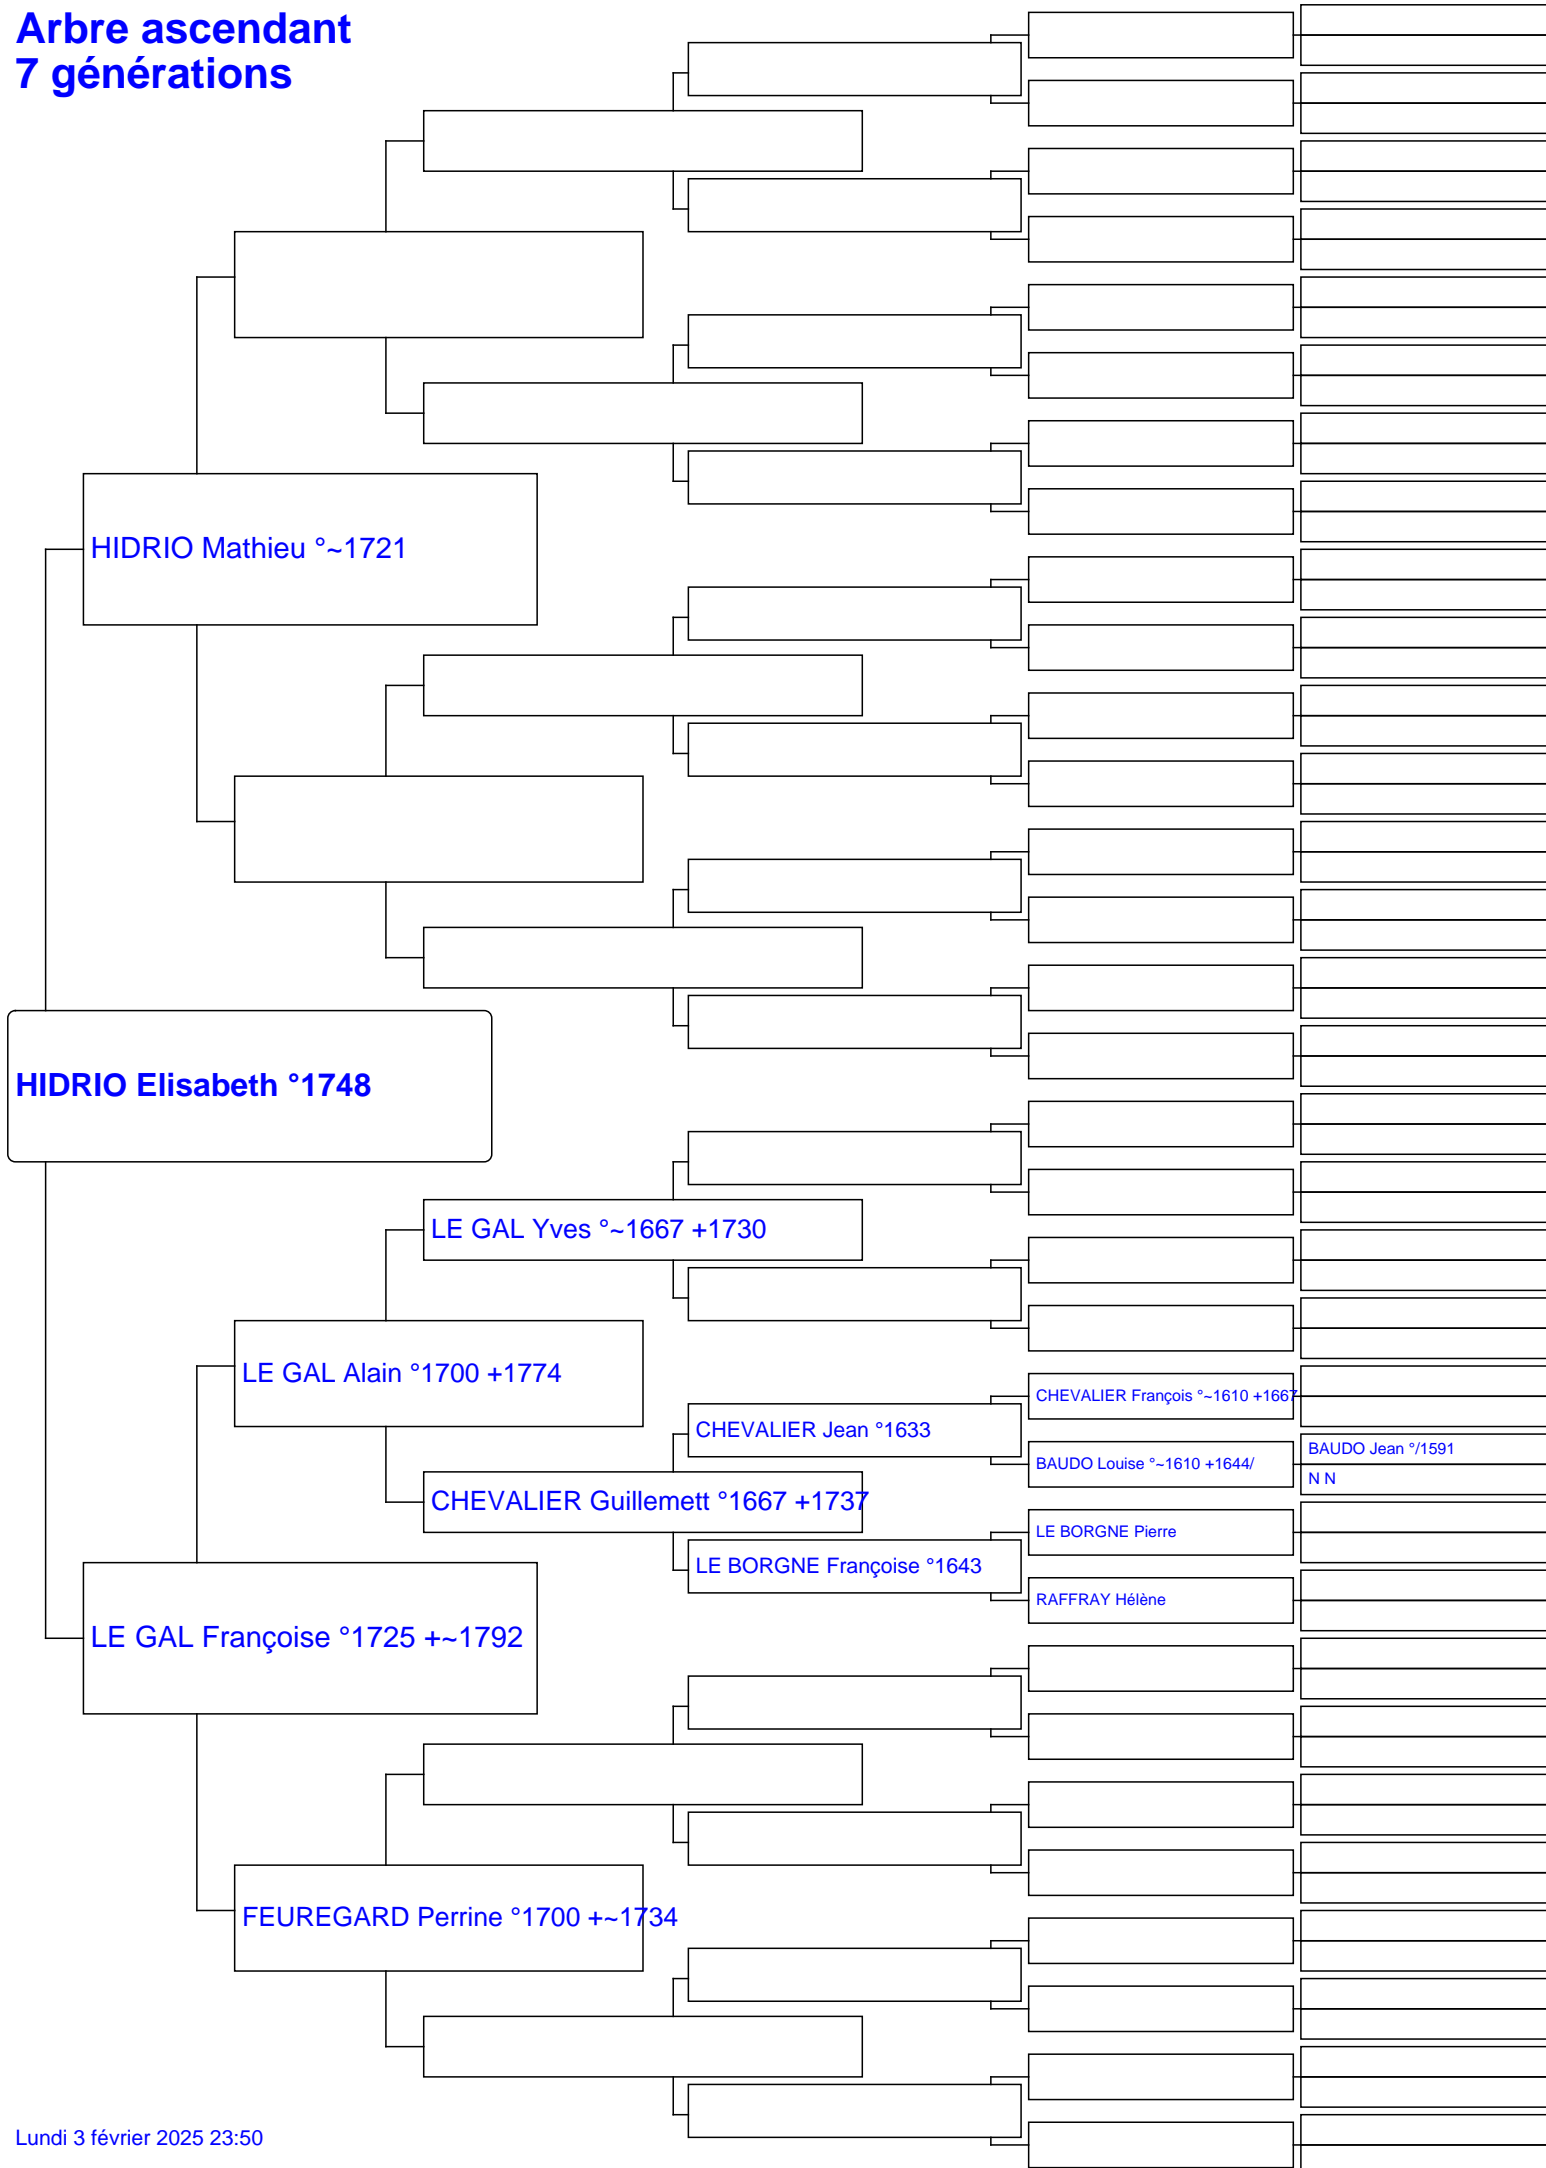 Arbre ascendant
7 générations
HIDRIO Mathieu °~1721
HIDRIO Elisabeth °1748
LE GAL Yves °~1667 +1730
LE GAL Alain °1700 +1774
CHEVALIER François °~1610 +1667
CHEVALIER Jean °1633
BAUDO Jean °/1591
BAUDO Louise °~1610 +1644/
N N
CHEVALIER Guillemett °1667 +1737
LE BORGNE Pierre
LE BORGNE Françoise °1643
RAFFRAY Hélène
LE GAL Françoise °1725 +~1792
FEUREGARD Perrine °1700 +~1734
Lundi 3 février 2025 23:50